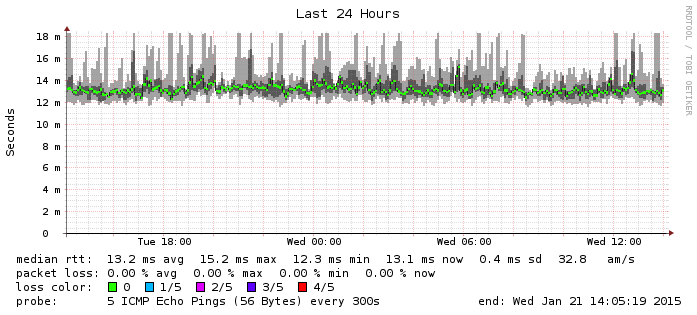 Last 24 Hours
RRDTOOL / TOBI OETIKER
Seconds
18 m
16 m
14 m
12 m
10 m
8 m
6 m
4 m
2 m
0
Tue 18:00 Wed 00:00 Wed 06:00 Wed 12:00
median rtt: 13.2 ms avg 15.2 ms max 12.3 ms min 13.1 ms now 0.4 ms sd 32.8 am/s
packet loss: 0.00 % avg 0.00 % max 0.00 % min 0.00 % now
loss color: 0 1/5 2/5 3/5 4/5
probe: 5 ICMP Echo Pings (56 Bytes) every 300s end: Wed Jan 21 14:05:19 2015